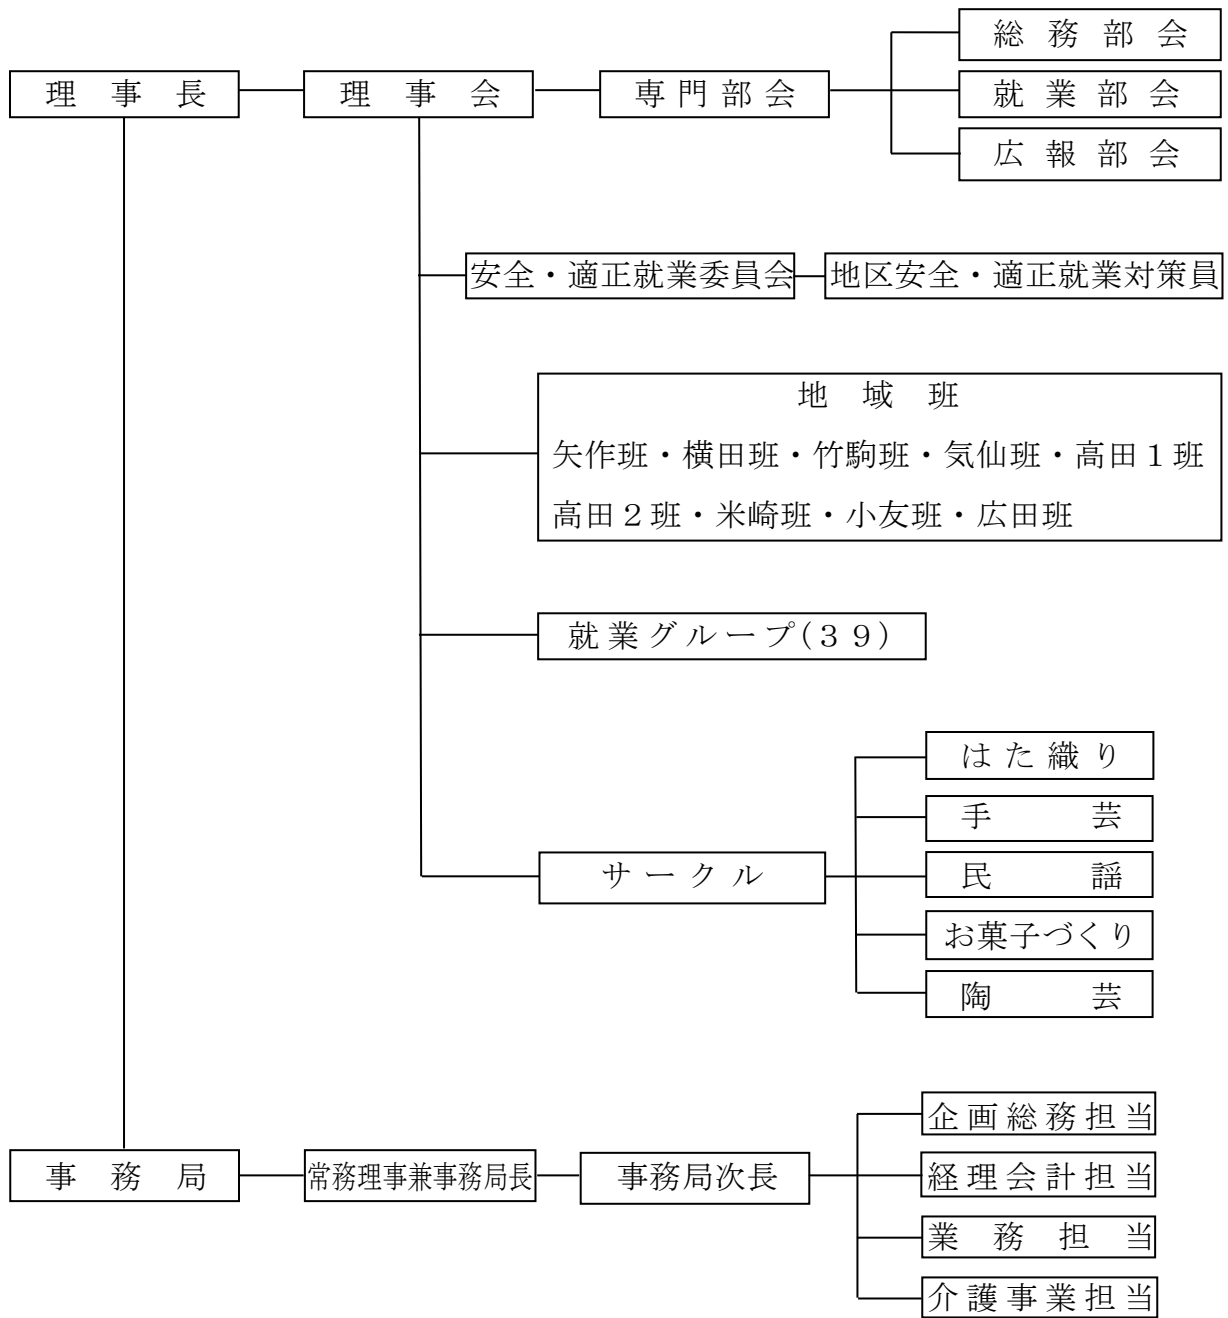 総務部会
理事長
理事会
専門部会
就業部会
広報部会
安全・適正就業委員会
地区安全・適正就業対策員
地域班
矢作班・横田班・竹駒班・気仙班・高田１班
高田２班・米崎班・小友班・広田班
就業グループ(３９)
はた織り
手芸
サークル
民謡
お菓子づくり
陶芸
企画総務担当
事務局
常務理事兼事務局長
事務局次長
経理会計担当
業務担当
介護事業担当